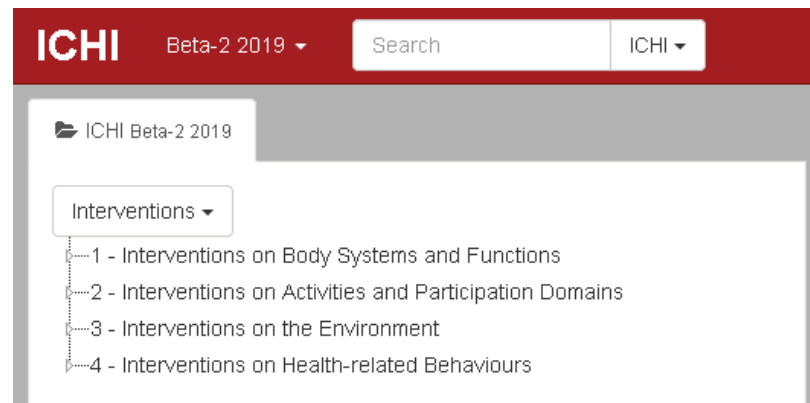 ICHI Beta-2 2019 Search ICHI
ICHI Beta-2 2019
Interventions
1 - Interventions on Body Systems and Functions
2 - Interventions on Activities and Participation Domains
3 - Interventions on the Environment
4 - Interventions on Health-related Behaviours